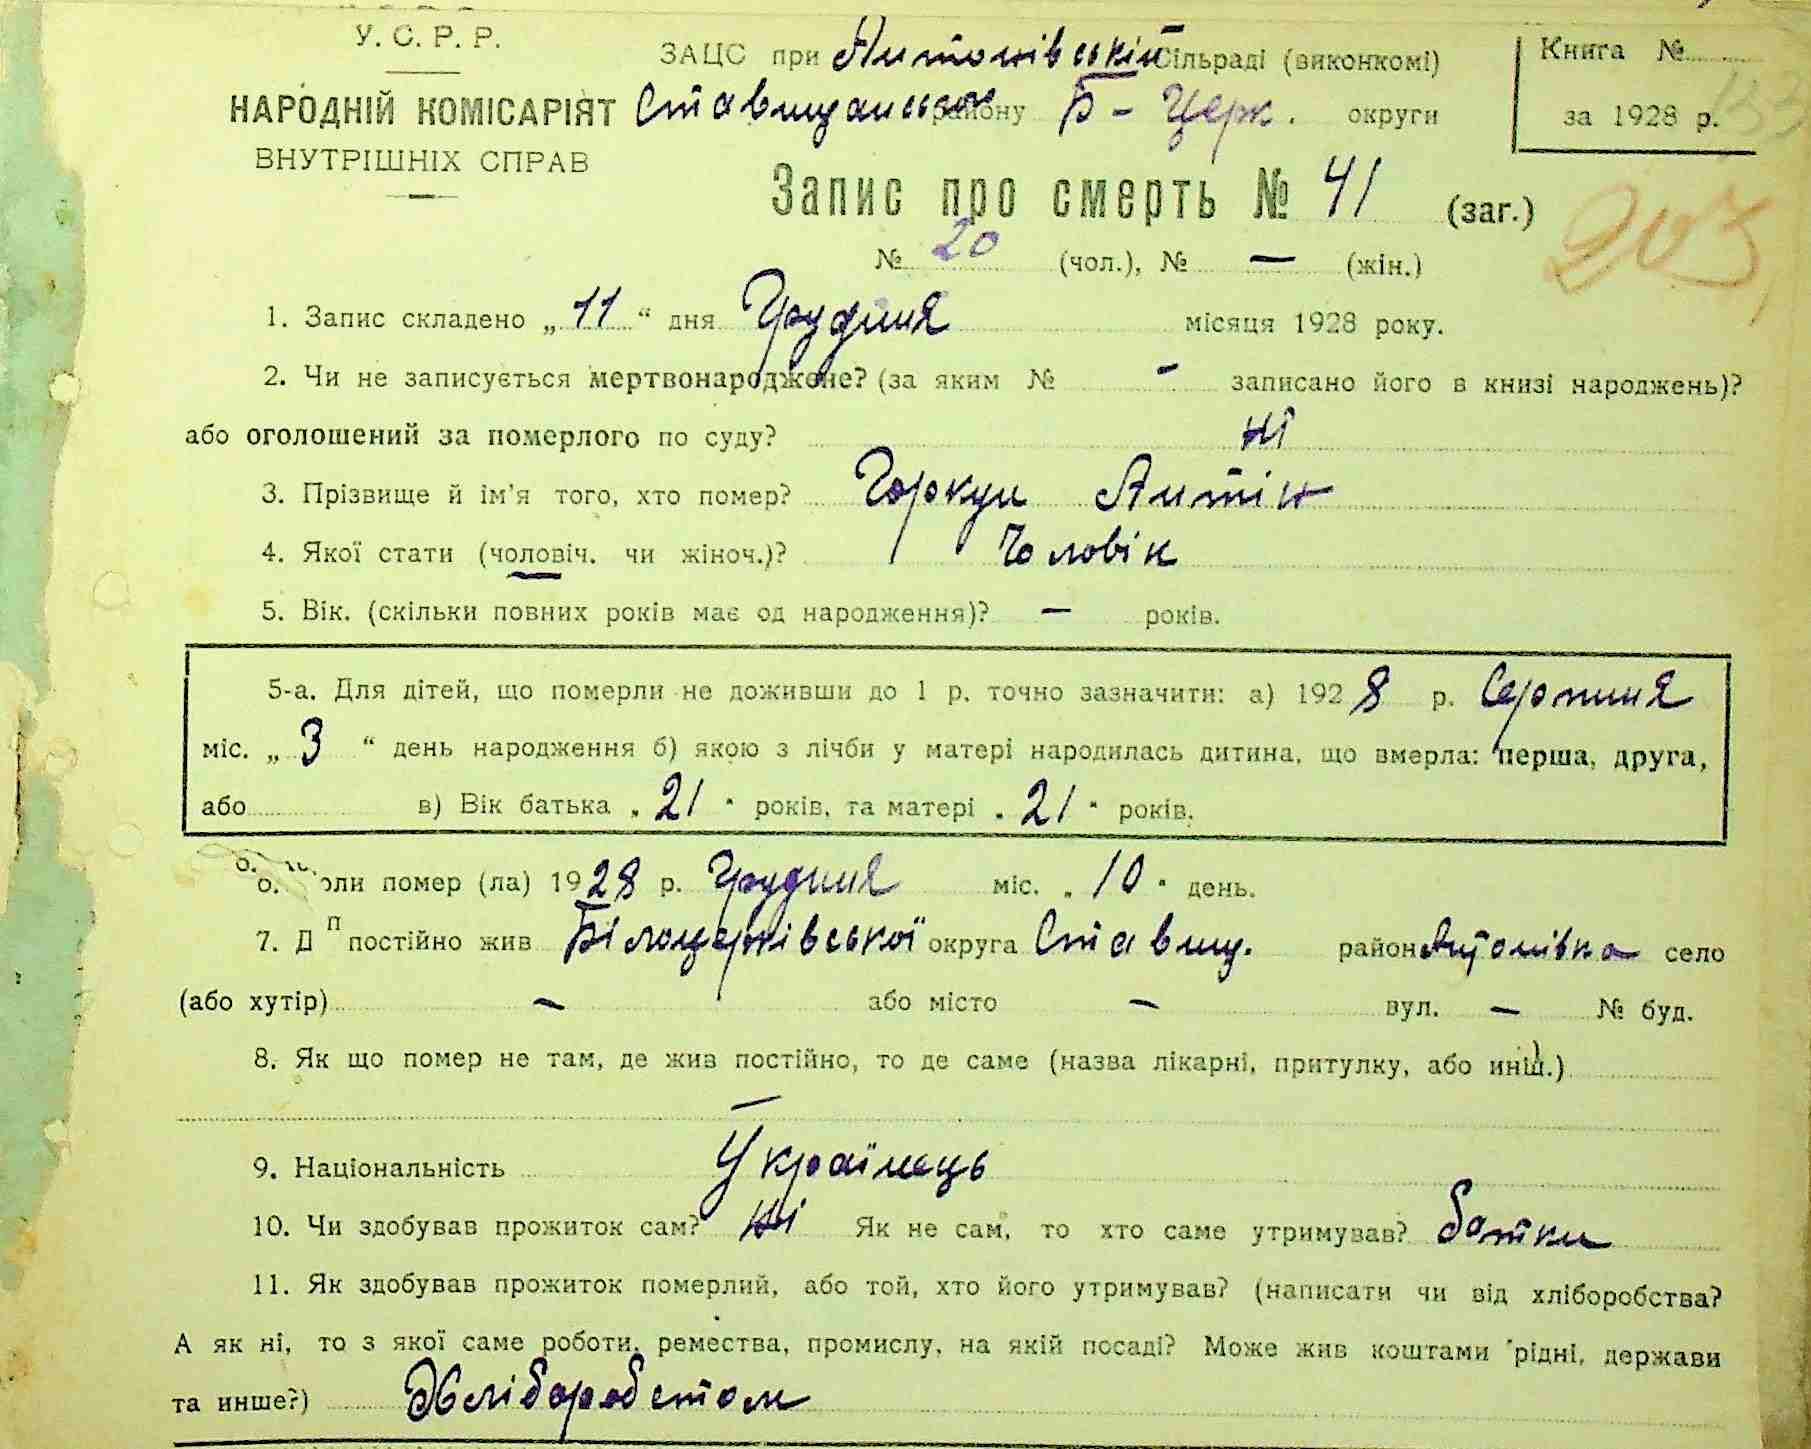 У. С. Р. Р.
НАРОДНІЙ КОМІСАРІЯТ
ВНУТРІШНІХ СПРАВ
ЗАЦС при Антонівській Сільраді (виконкомі)
Ставищанського району Б - Церк. округи
Книга №
за 1928 р.
Запис про смерть № 41 (заг.)
203
№ 20 (чол.), № — (жін.)
1. Запис складено „ 11 “ дня Грудня місяця 1928 року.
2. Чи не записується мертвонароджене? (за яким № - записано його в книзі народжень)?
або оголошений за померлого по суду? ні
3. Прізвище й ім'я того, хто помер? Горкун Антін
4. Якої стати (чоловіч. чи жіноч.)? Чоловік
5. Вік. (скільки повних років має од народження)? — років.
5-а. Для дітей, що померли не доживши до 1 р. точно зазначити: а) 1928 р. Серпння
міс. „ 3 “ день народження б) якою з лічби у матері народилась дитина, що вмерла: перша, друга,
або в) Вік батька „ 21 “ років, та матері „ 21 “ років.
оли помер (ла) 1928 р. Грудння міс. „ 10 “ день.
7. Д п постійно жив Білоцерківської округа Ставищ. район Антонівка село
(або хутір) — або місто — вул. — № буд.
8. Як що помер не там, де жив постійно, то де саме (назва лікарні, притулку, або инш.)
—
9. Національність Українець
10. Чи здобував прожиток сам? ні Як не сам, то хто саме утримував? батки
11. Як здобував прожиток померлий, або той, хто його утримував? (написати чи від хліборобства?
А як ні, то з якої саме роботи, ремества, промислу, на якій посаді? Може жив коштами рідні, держави
та инше?) Хліборобстом